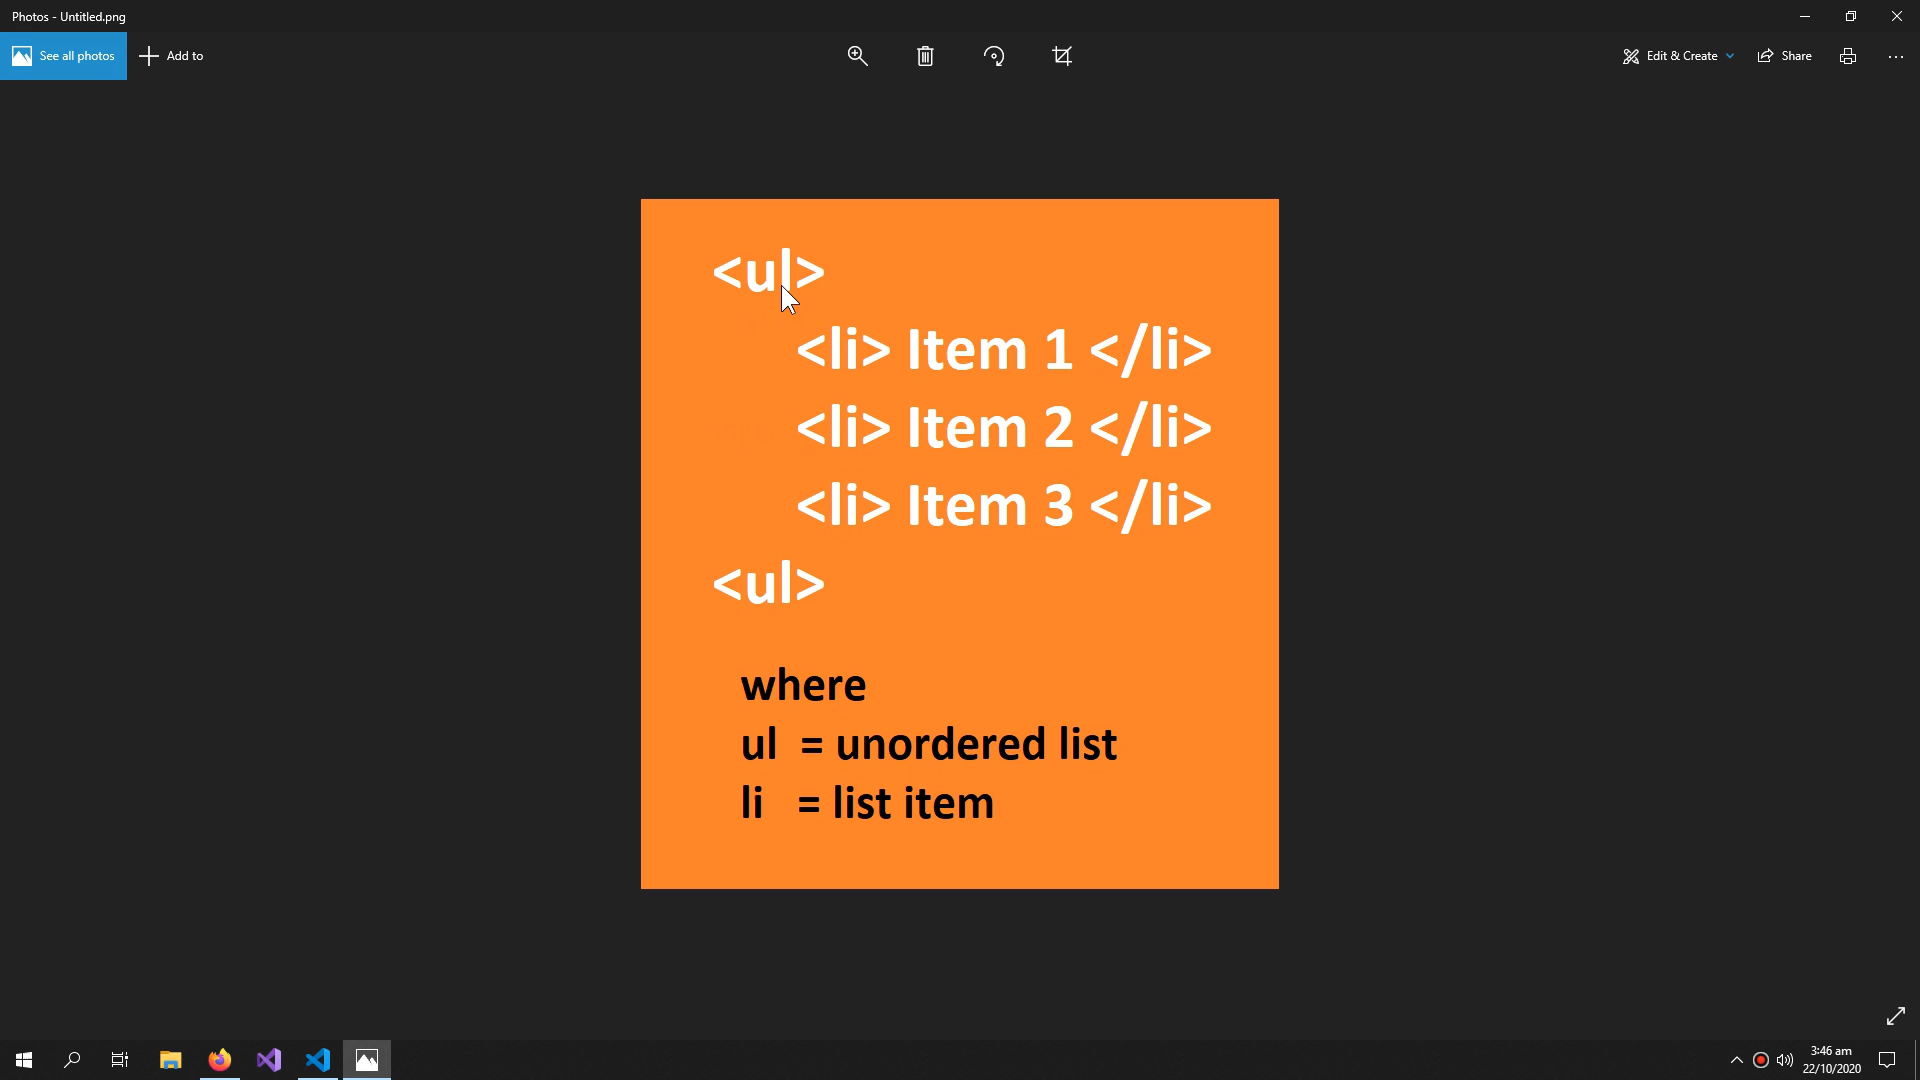 Photos - Untitled.png
See all photos
Add to
Edit & Create
Share
<ul>
<li> Item 1 </li>
<li> Item 2 </li>
<li> Item 3 </li>
<ul>
where
ul = unordered list
li = list item
3:46 am
22/10/2020